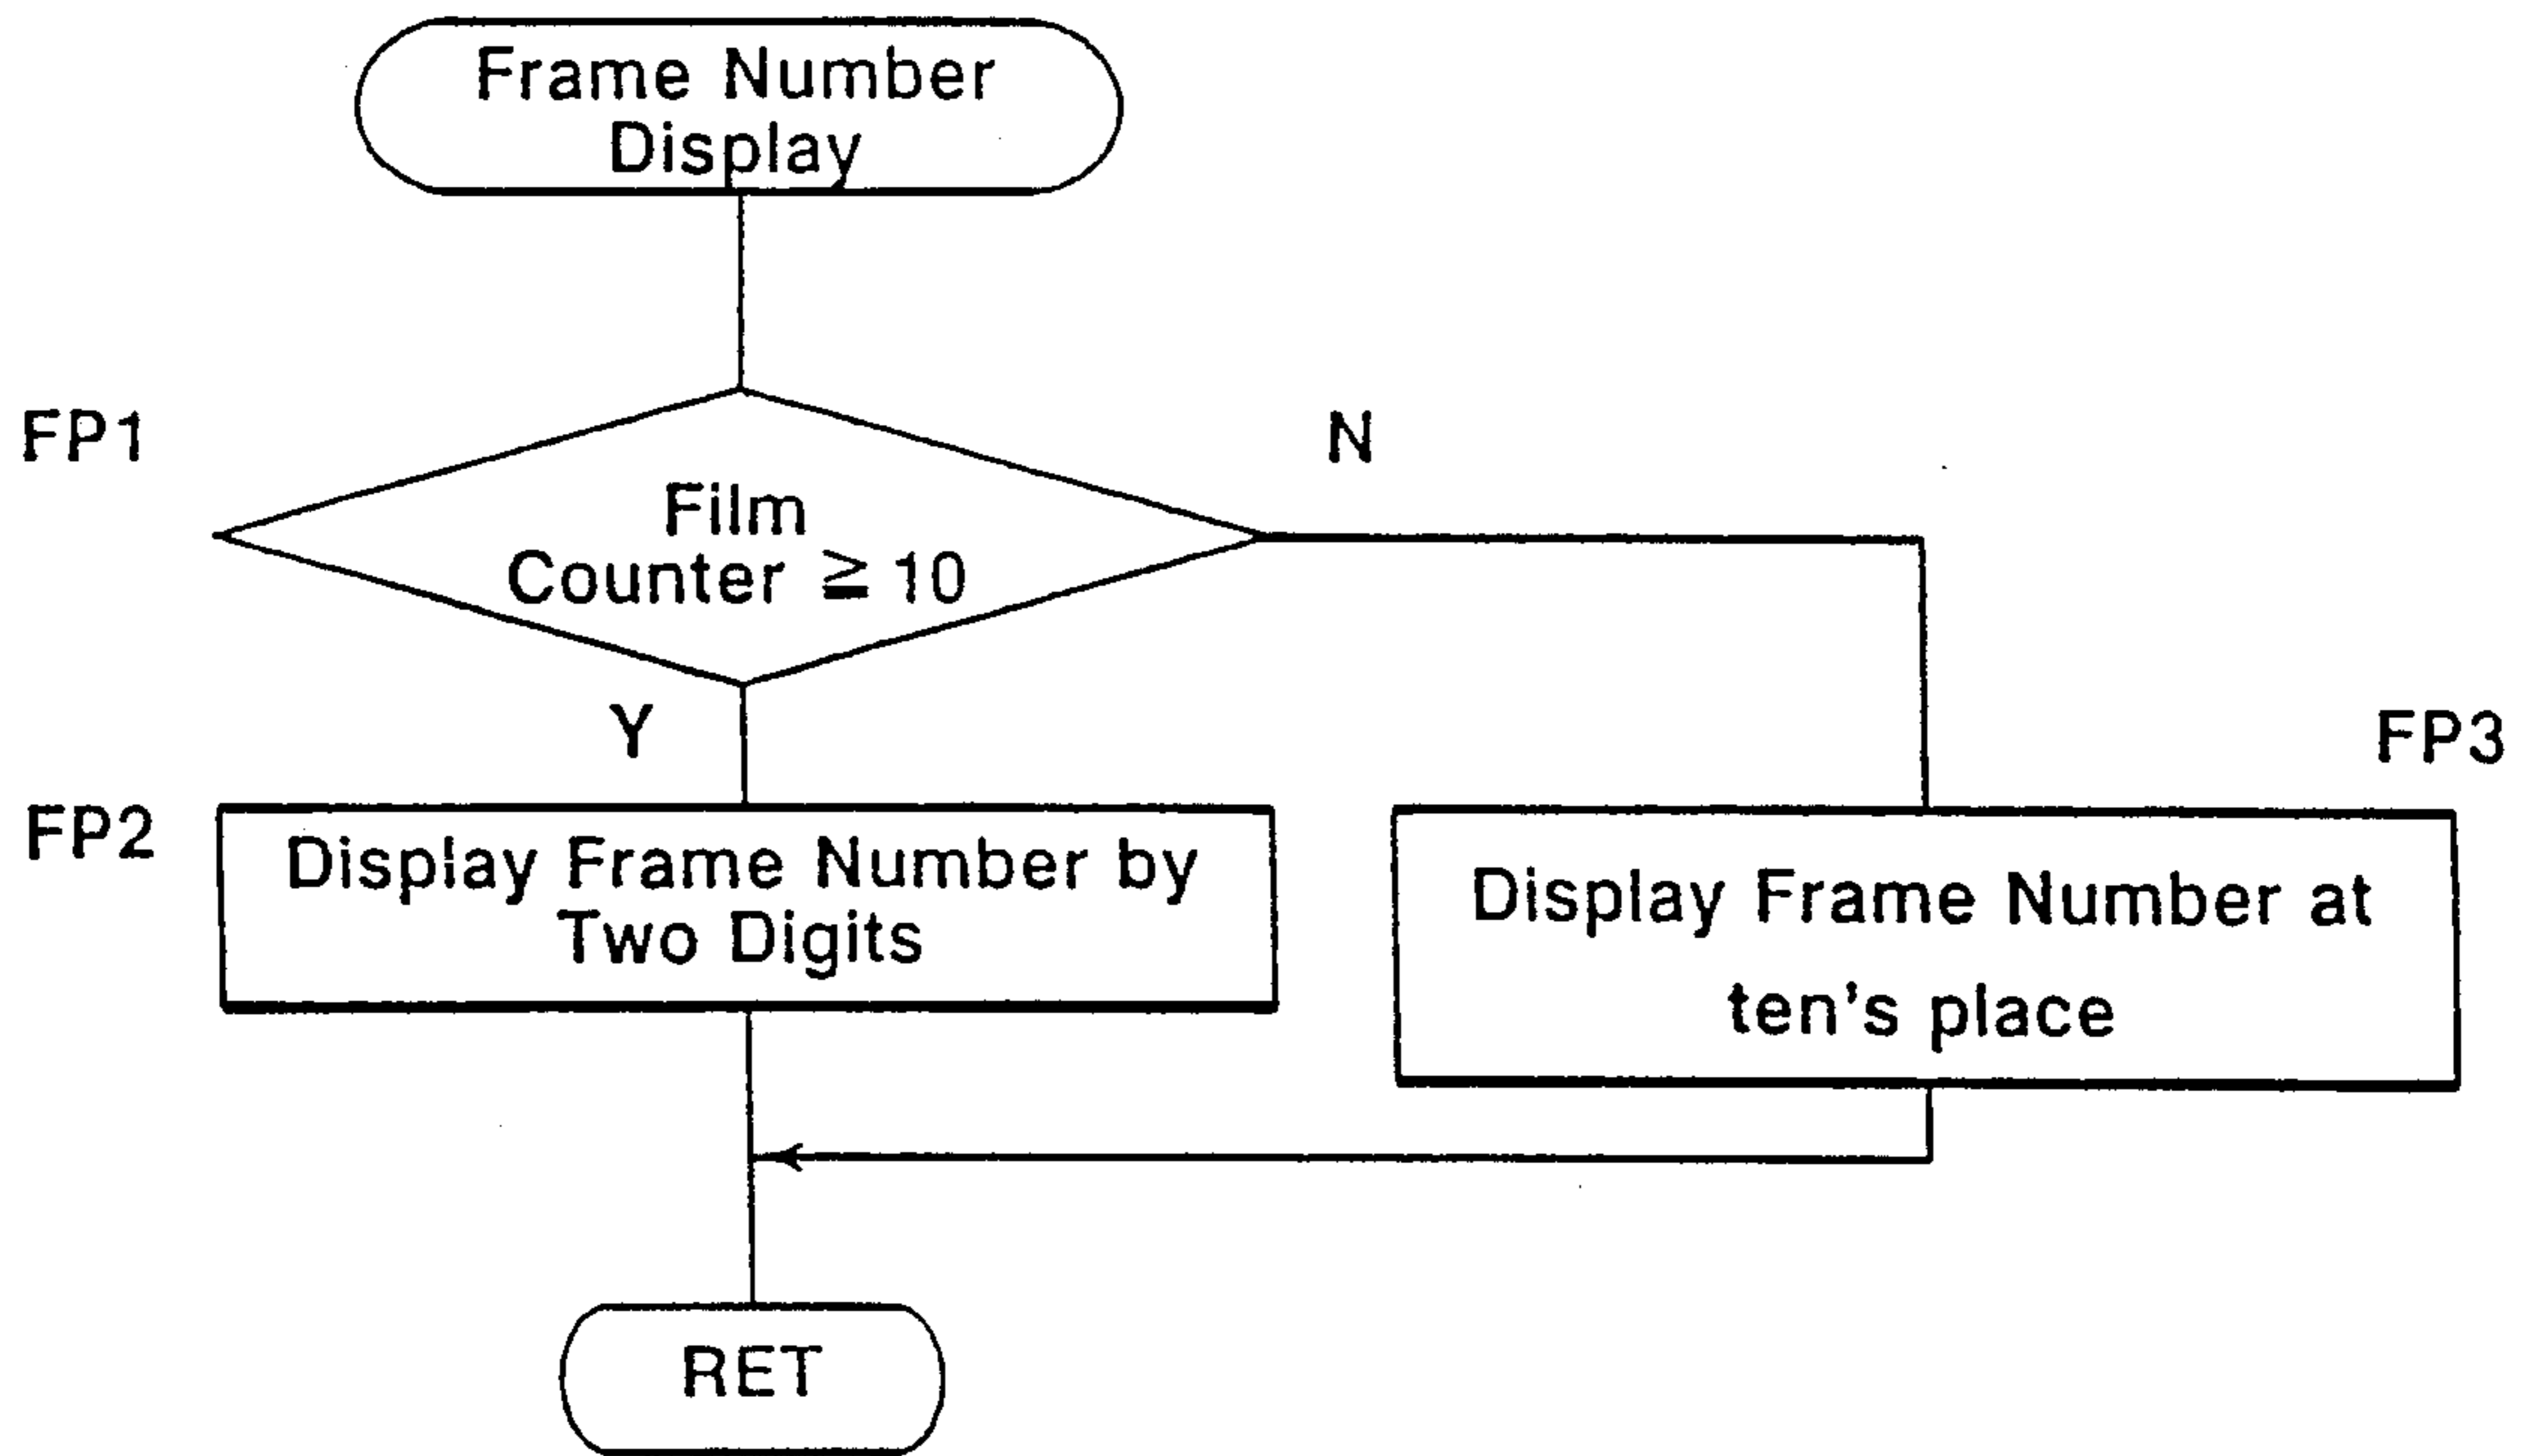 Frame Number
Display
FP1
N
Film
Counter ≧ 10
Y
FP3
FP2
Display Frame Number by
Two Digits
Display Frame Number at
ten's place
RET